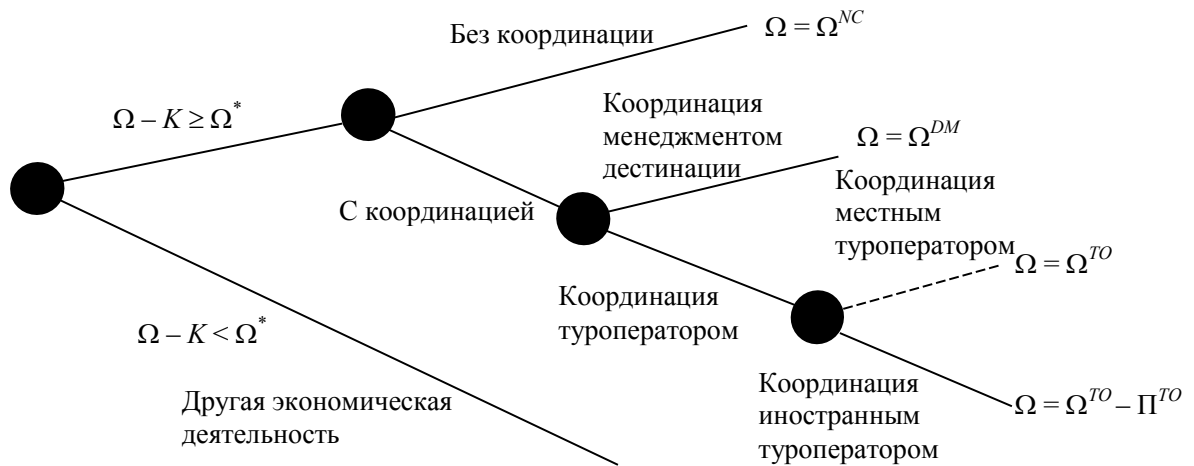 Без координации
Ω = Ω^{NC}
Ω – K ≥ Ω^*
Координация
менеджментом
дестинации
Ω = Ω^{DM}
Координация
местным
туроператором
С координацией
Ω = Ω^{TO}
Координация
туроператором
Ω – K < Ω^*
Координация
иностранным
туроператором
Ω = Ω^{TO} – П^{TO}
Другая экономическая
деятельность